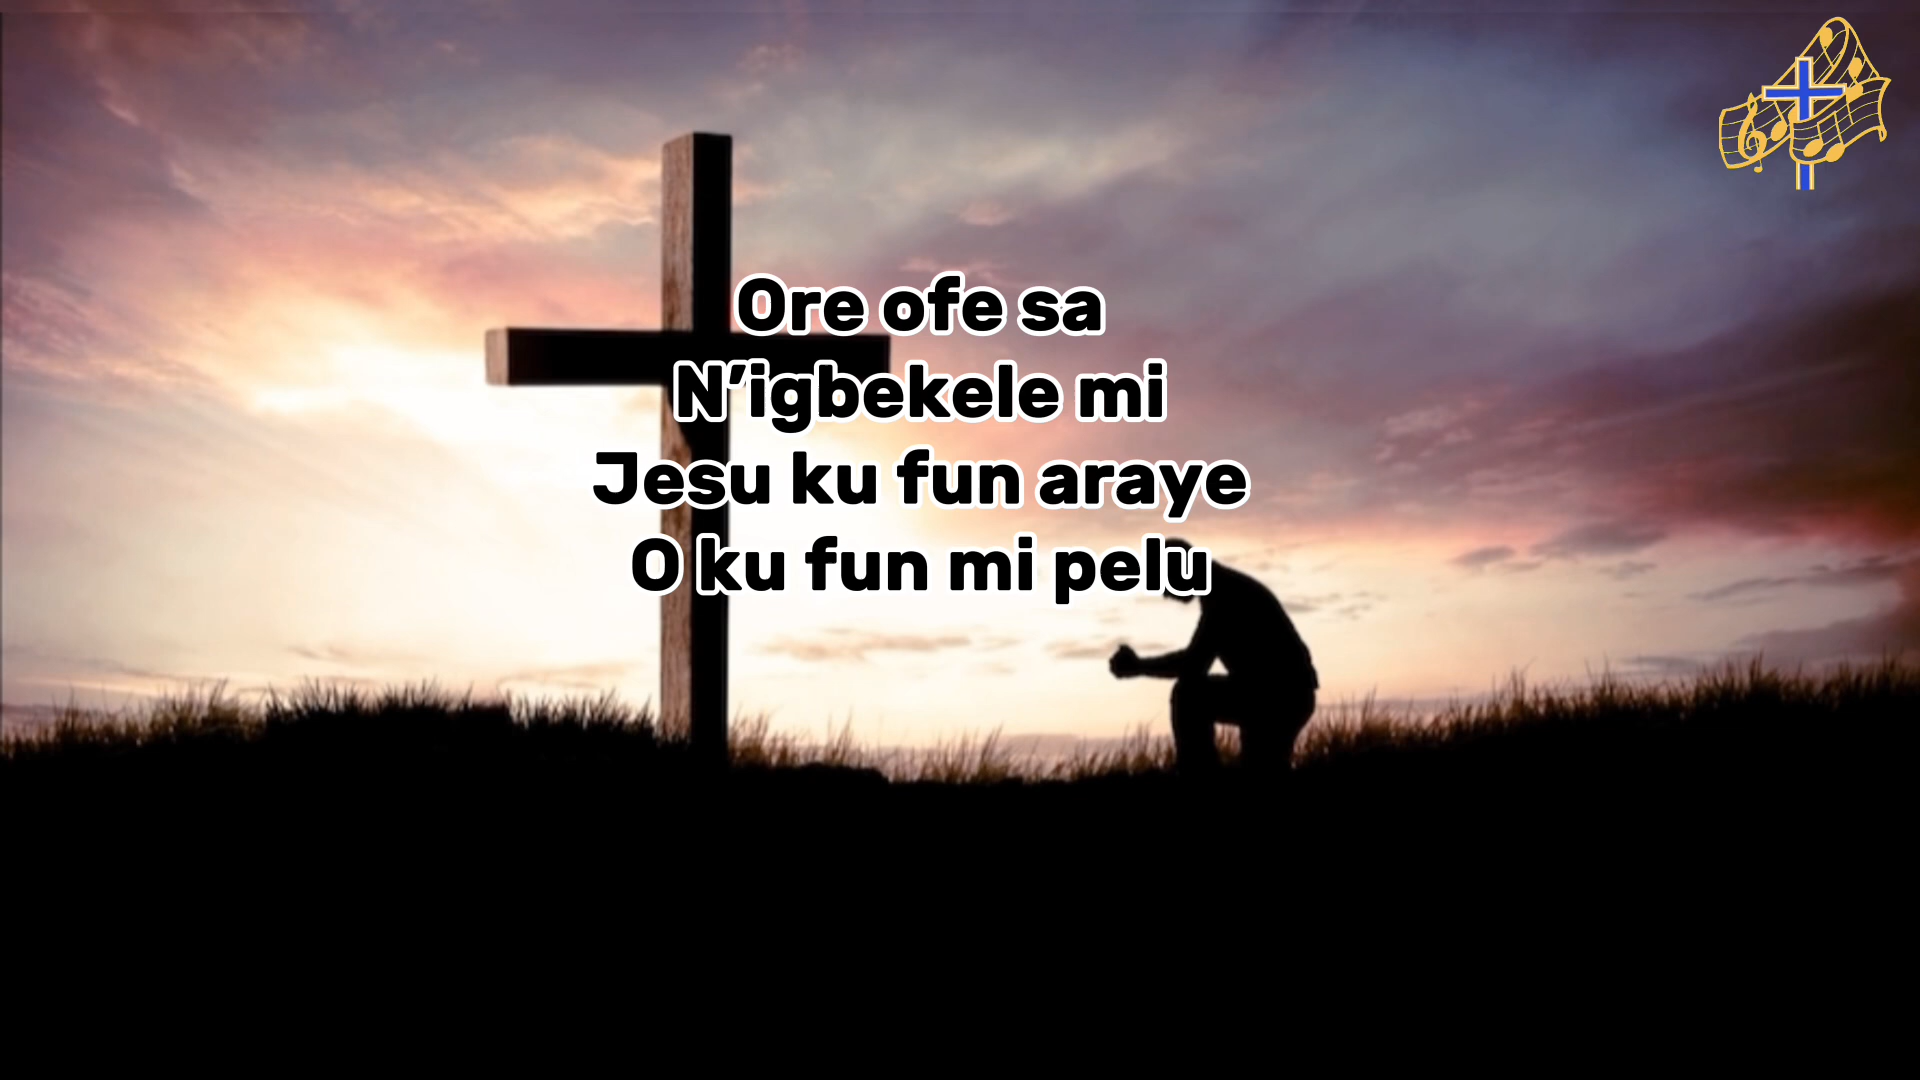 Ore ofe sa
N’igbekele mi
Jesu ku fun araye
O ku fun mi pelu